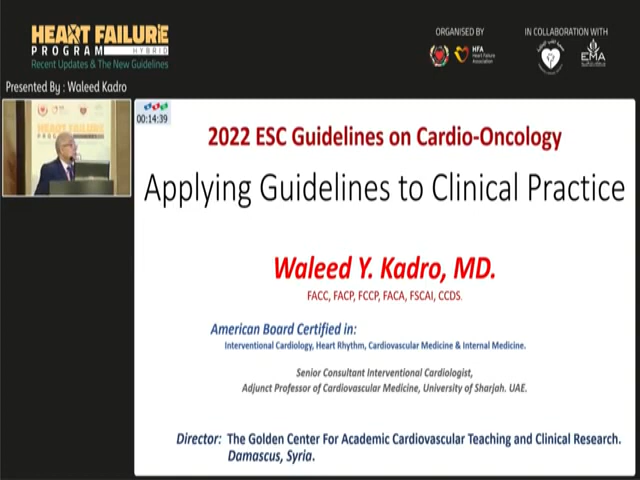 HEART FAILURE
PROGRAM HYBRID
Recent Updates & The New Guidelines
ORGANISED BY
HFA
Heart Failure
Association
IN COLLABORATION WITH
EMA
Presented By : Waleed Kadro
00:14:39
2022 ESC Guidelines on Cardio-Oncology
Applying Guidelines to Clinical Practice
Waleed Y. Kadro, MD.
FACC, FACP, FCCP, FACA, FSCAI, CCDS.
American Board Certified in:
Interventional Cardiology, Heart Rhythm, Cardiovascular Medicine & Internal Medicine.
Senior Consultant Interventional Cardiologist,
Adjunct Professor of Cardiovascular Medicine, University of Sharjah. UAE.
Director: The Golden Center For Academic Cardiovascular Teaching and Clinical Research.
Damascus, Syria.